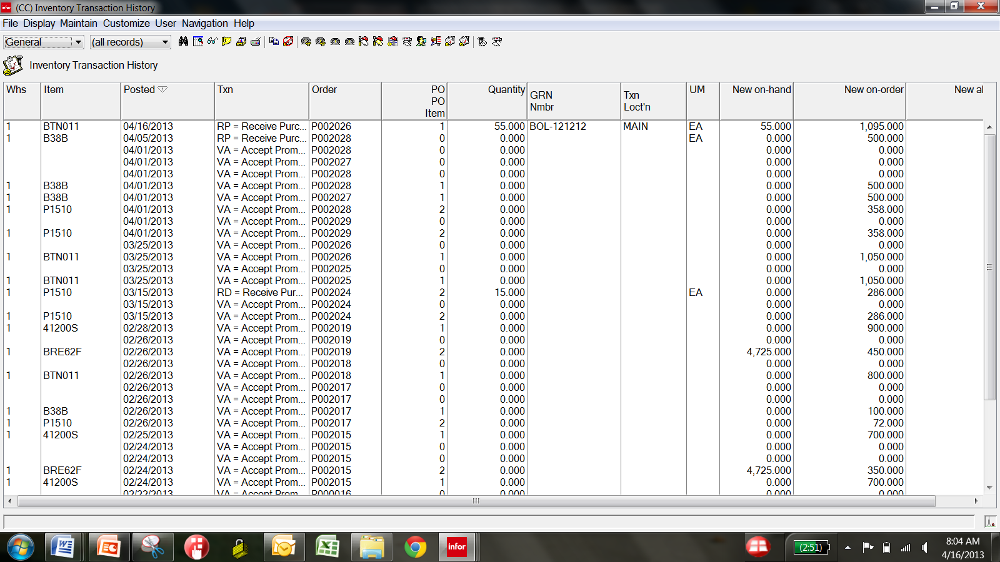 infor (CC) Inventory Transaction History
File Display Maintain Customize User Navigation Help
General (all records)
Inventory Transaction History
Whs Item Posted Txn Order PO PO Item Quantity GRN Nmbr Txn Loct'n UM New on-hand New on-order New al
1 BTN011 04/16/2013 RP = Receive Purc... P002026 1 55.000 BOL-121212 MAIN EA 55.000 1,095.000
1 B38B 04/05/2013 RP = Receive Purc... P002028 0 0.000 EA 0.000 500.000
04/01/2013 VA = Accept Prom... P002028 0 0.000 0.000 0.000
04/01/2013 VA = Accept Prom... P002027 0 0.000 0.000 0.000
04/01/2013 VA = Accept Prom... P002028 0 0.000 0.000 0.000
1 B38B 04/01/2013 VA = Accept Prom... P002028 1 0.000 0.000 500.000
1 B38B 04/01/2013 VA = Accept Prom... P002027 1 0.000 0.000 500.000
1 P1510 04/01/2013 VA = Accept Prom... P002028 2 0.000 0.000 358.000
04/01/2013 VA = Accept Prom... P002029 0 0.000 0.000 0.000
1 P1510 04/01/2013 VA = Accept Prom... P002029 2 0.000 0.000 358.000
03/25/2013 VA = Accept Prom... P002026 0 0.000 0.000 0.000
1 BTN011 03/25/2013 VA = Accept Prom... P002026 1 0.000 0.000 1,050.000
03/25/2013 VA = Accept Prom... P002025 0 0.000 0.000 0.000
1 BTN011 03/25/2013 VA = Accept Prom... P002025 1 0.000 0.000 1,050.000
1 P1510 03/15/2013 RD = Receive Pur... P002024 2 15.000 EA 0.000 286.000
03/15/2013 VA = Accept Prom... P002024 0 0.000 0.000 0.000
1 P1510 03/15/2013 VA = Accept Prom... P002024 2 0.000 0.000 286.000
1 41200S 02/28/2013 VA = Accept Prom... P002019 1 0.000 0.000 900.000
02/26/2013 VA = Accept Prom... P002019 0 0.000 0.000 0.000
1 BRE62F 02/26/2013 VA = Accept Prom... P002019 2 0.000 4,725.000 450.000
02/26/2013 VA = Accept Prom... P002018 0 0.000 0.000 0.000
1 BTN011 02/26/2013 VA = Accept Prom... P002018 1 0.000 0.000 800.000
02/26/2013 VA = Accept Prom... P002017 0 0.000 0.000 0.000
02/26/2013 VA = Accept Prom... P002017 0 0.000 0.000 0.000
1 B38B 02/26/2013 VA = Accept Prom... P002017 1 0.000 0.000 100.000
1 P1510 02/26/2013 VA = Accept Prom... P002017 2 0.000 0.000 72.000
1 41200S 02/25/2013 VA = Accept Prom... P002015 1 0.000 0.000 700.000
02/24/2013 VA = Accept Prom... P002015 0 0.000 0.000 0.000
02/24/2013 VA = Accept Prom... P002015 0 0.000 0.000 0.000
1 BRE62F 02/24/2013 VA = Accept Prom... P002015 2 0.000 4,725.000 350.000
1 41200S 02/24/2013 VA = Accept Prom... P002015 1 0.000 0.000 700.000
infor (2:51) 8:04 AM
4/16/2013